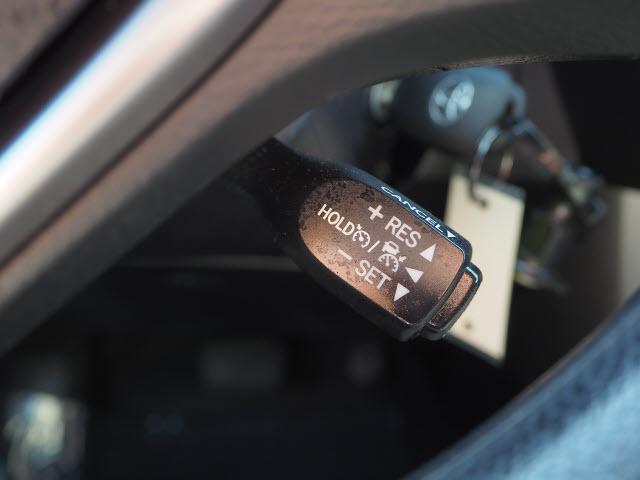 CANCEL
+ RES
HOLD /
− SET